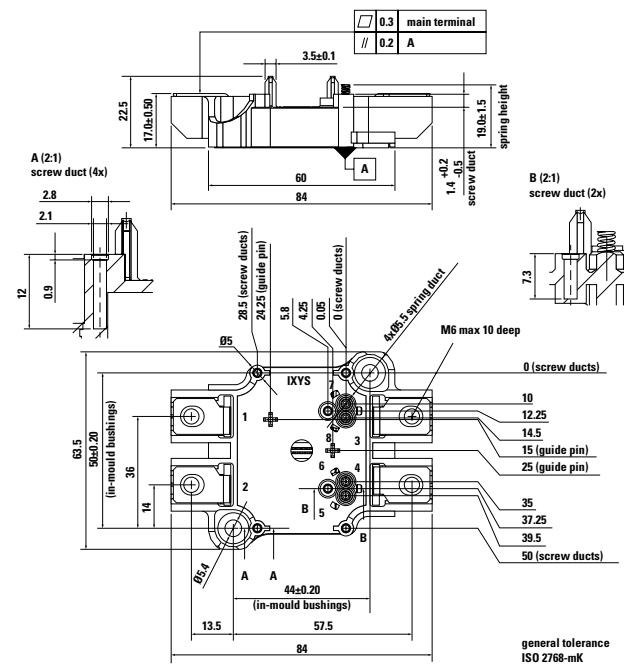 ⏥ 0.3 main terminal
// 0.2 A
3.5±0.1
22.5
17.0±0.50
19.0±1.5
spring height
1.4 +0.2 -0.5
screw duct
A
60
84
A (2:1)
screw duct (4x)
2.8
2.1
12
0.9
B (2:1)
screw duct (2x)
7.3
28.5 (screw ducts)
24.25 (guide pin)
5.8
4.25
0.05
0 (screw ducts)
4xØ5.5 spring duct
M6 max 10 deep
Ø5
IXYS
7
1
8
3
6
4
2
5
B
B
0 (screw ducts)
10
12.25
14.5
15 (guide pin)
25 (guide pin)
35
37.25
39.5
50 (screw ducts)
63.5
50±0.20
(in-mould bushings)
36
14
Ø5.4
A
A
44±0.20
(in-mould bushings)
13.5
57.5
84
general tolerance
ISO 2768-mK